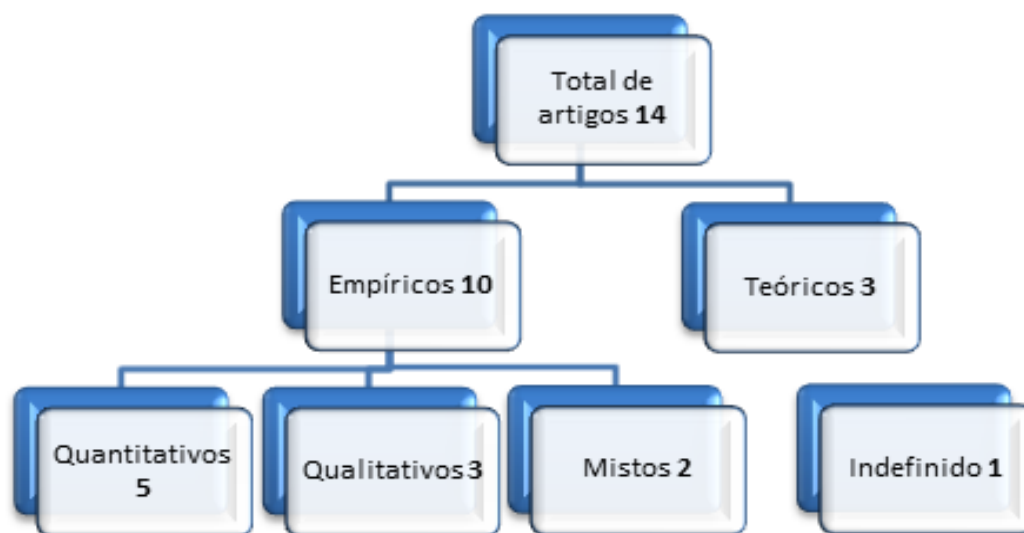 Total de
artigos 14
Empíricos 10
Teóricos 3
Quantitativos
5
Qualitativos 3
Mistos 2
Indefinido 1